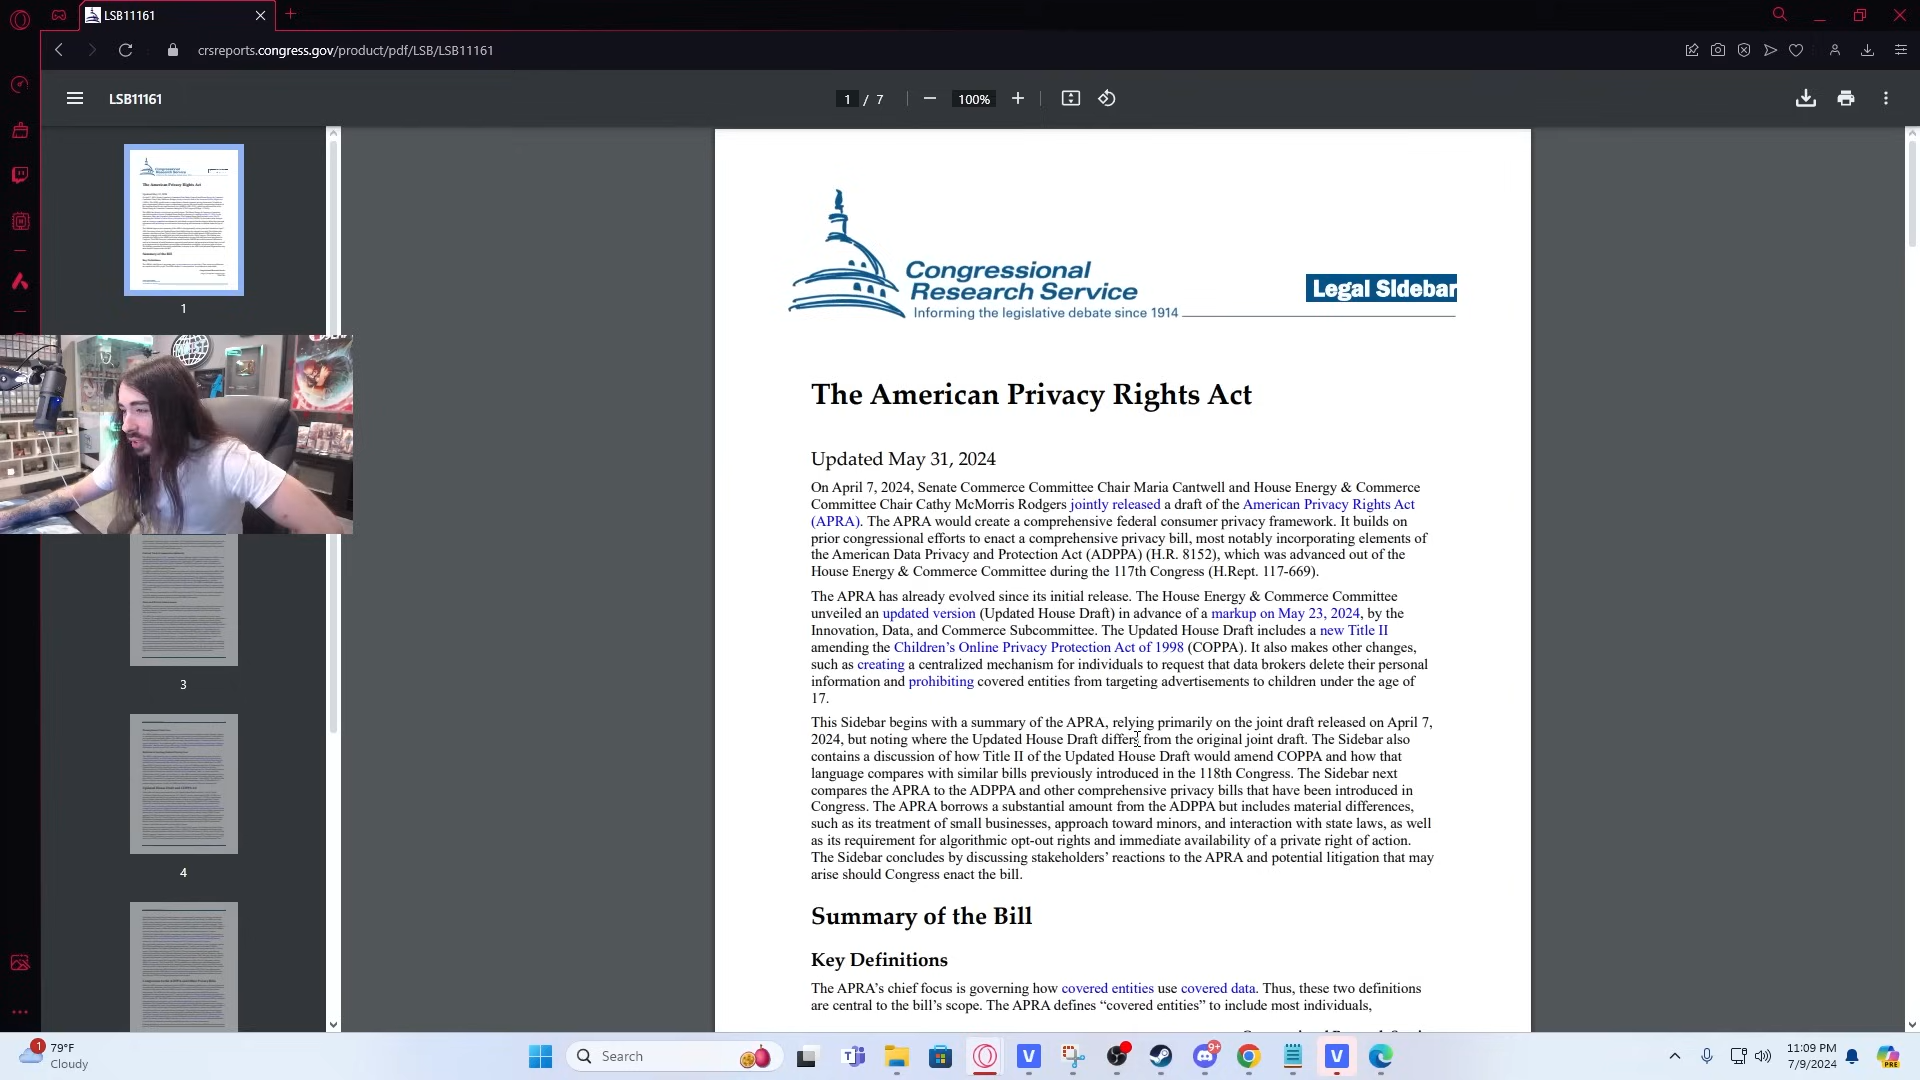 LSB11161
crsreports.congress.gov/product/pdf/LSB/LSB11161
LSB11161
1 / 7
100%
1
3
4
Congressional
Research Service
Informing the legislative debate since 1914
Legal Sidebar
The American Privacy Rights Act
Updated May 31, 2024
On April 7, 2024, Senate Commerce Committee Chair Maria Cantwell and House Energy & Commerce
Committee Chair Cathy McMorris Rodgers jointly released a draft of the American Privacy Rights Act
(APRA). The APRA would create a comprehensive federal consumer privacy framework. It builds on
prior congressional efforts to enact a comprehensive privacy bill, most notably incorporating elements of
the American Data Privacy and Protection Act (ADPPA) (H.R. 8152), which was advanced out of the
House Energy & Commerce Committee during the 117th Congress (H.Rept. 117-669).
The APRA has already evolved since its initial release. The House Energy & Commerce Committee
unveiled an updated version (Updated House Draft) in advance of a markup on May 23, 2024, by the
Innovation, Data, and Commerce Subcommittee. The Updated House Draft includes a new Title II
amending the Children's Online Privacy Protection Act of 1998 (COPPA). It also makes other changes,
such as creating a centralized mechanism for individuals to request that data brokers delete their personal
information and prohibiting covered entities from targeting advertisements to children under the age of
17.
This Sidebar begins with a summary of the APRA, relying primarily on the joint draft released on April 7,
2024, but noting where the Updated House Draft differs from the original joint draft. The Sidebar also
contains a discussion of how Title II of the Updated House Draft would amend COPPA and how that
language compares with similar bills previously introduced in the 118th Congress. The Sidebar next
compares the APRA to the ADPPA and other comprehensive privacy bills that have been introduced in
Congress. The APRA borrows a substantial amount from the ADPPA but includes material differences,
such as its treatment of small businesses, approach toward minors, and interaction with state laws, as well
as its requirement for algorithmic opt-out rights and immediate availability of a private right of action.
The Sidebar concludes by discussing stakeholders' reactions to the APRA and potential litigation that may
arise should Congress enact the bill.
Summary of the Bill
Key Definitions
The APRA's chief focus is governing how covered entities use covered data. Thus, these two definitions
are central to the bill's scope. The APRA defines “covered entities” to include most individuals,
1
79°F
Cloudy
Search
9+
11:09 PM
7/9/2024
PRE